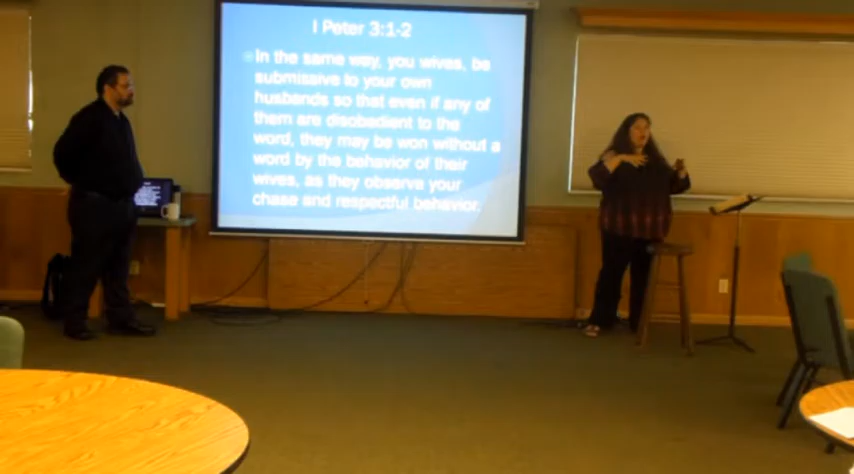 I Peter 3:1-2
In the same way, you wives, be
submissive to your own
husbands so that even if any of
them are disobedient to the
word, they may be won without a
word by the behavior of their
wives, as they observe your
chase and respectful behavior.